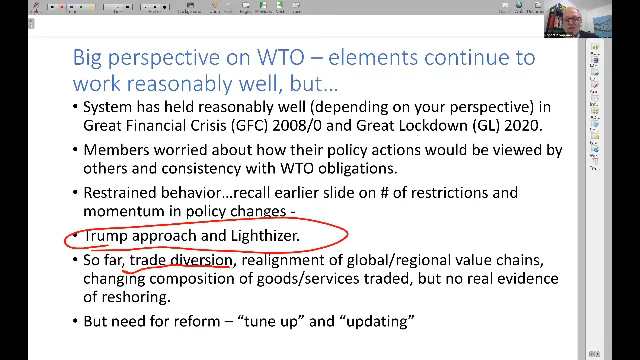 Background
Previous
Next
Big perspective on WTO – elements continue to
work reasonably well, but…
• System has held reasonably well (depending on your perspective) in
Great Financial Crisis (GFC) 2008/0 and Great Lockdown (GL) 2020.
• Members worried about how their policy actions would be viewed by
others and consistency with WTO obligations.
• Restrained behavior…recall earlier slide on # of restrictions and
momentum in policy changes -
• Trump approach and Lighthizer.
• So far, trade diversion, realignment of global/regional value chains,
changing composition of goods/services traded, but no real evidence
of reshoring.
• But need for reform – “tune up” and “updating”